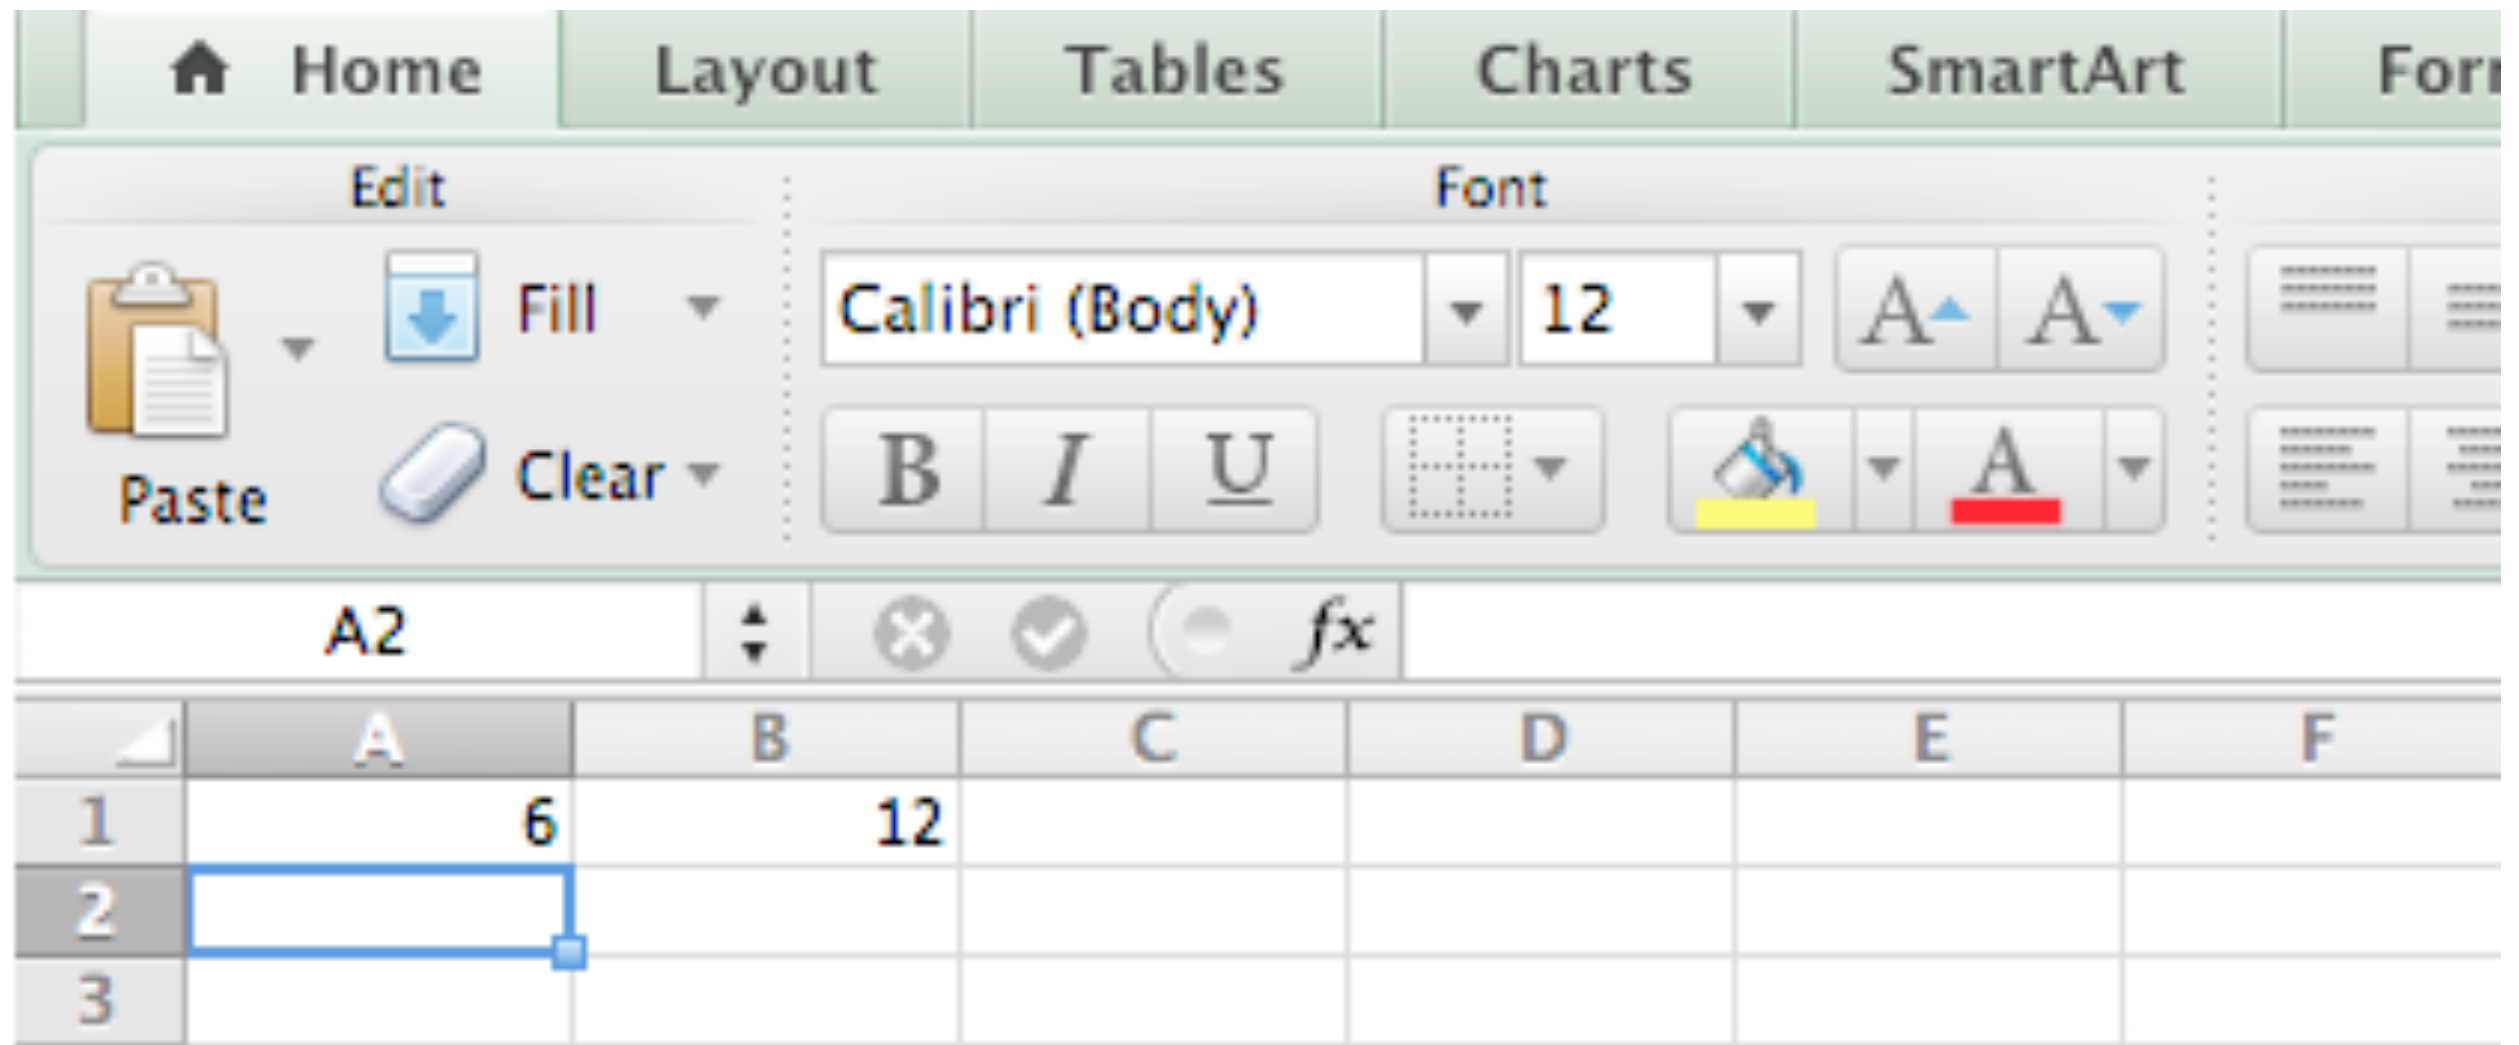 Home Layout Tables Charts SmartArt
Edit Font
Fill Calibri (Body) 12 A A
Paste Clear B I U A
A2 fx
A B C D E F
1 6 12
2
3